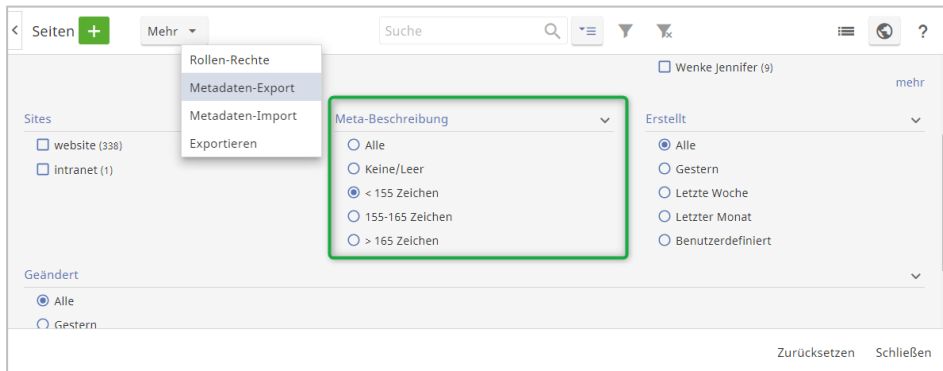 Seiten
Mehr
Suche
?
Rollen-Rechte
Metadaten-Export
Metadaten-Import
Exportieren
Wenke Jennifer (9)
mehr
Sites
website (338)
intranet (1)
Meta-Beschreibung
Alle
Keine/Leer
< 155 Zeichen
155-165 Zeichen
> 165 Zeichen
Erstellt
Alle
Gestern
Letzte Woche
Letzter Monat
Benutzerdefiniert
Geändert
Alle
Gestern
Zurücksetzen Schließen